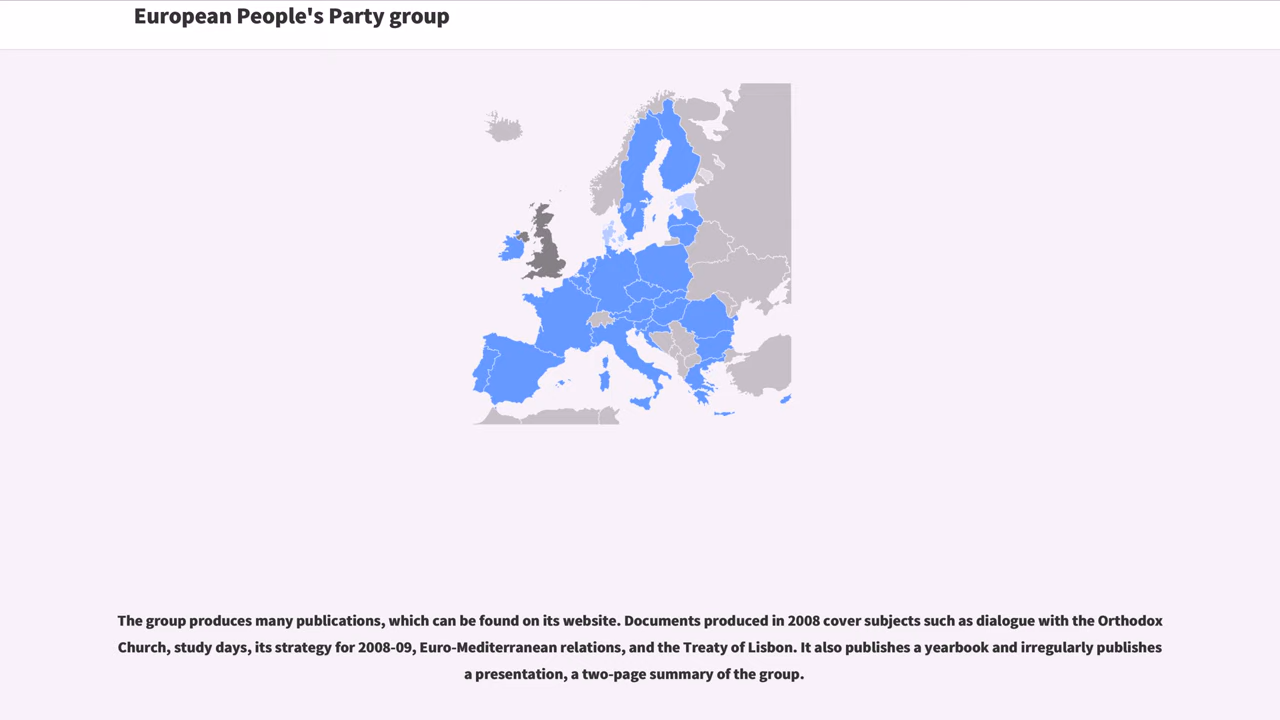 European People's Party group
The group produces many publications, which can be found on its website. Documents produced in 2008 cover subjects such as dialogue with the Orthodox
Church, study days, its strategy for 2008-09, Euro-Mediterranean relations, and the Treaty of Lisbon. It also publishes a yearbook and irregularly publishes
a presentation, a two-page summary of the group.